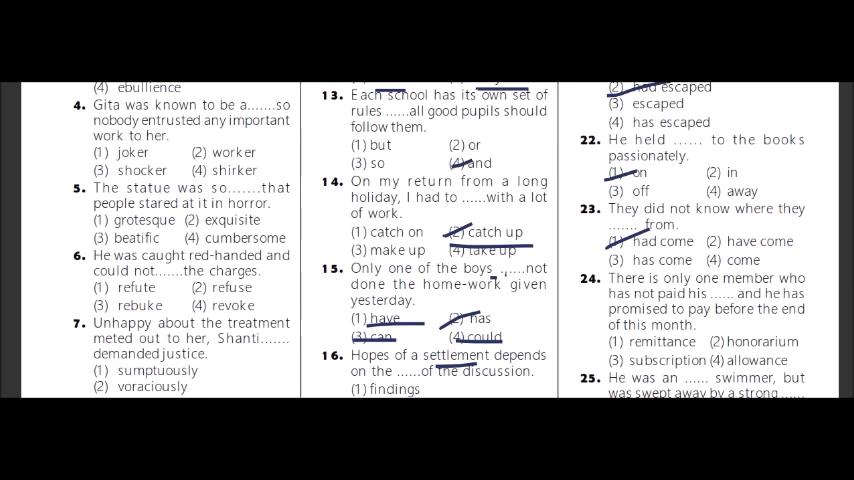 (4) ebullience
4. Gita was known to be a.......so
nobody entrusted any important
work to her.
(1) joker (2) worker
(3) shocker (4) shirker
5. The statue was so.......that
people stared at it in horror.
(1) grotesque (2) exquisite
(3) beatific (4) cumbersome
6. He was caught red-handed and
could not.......the charges.
(1) refute (2) refuse
(3) rebuke (4) revoke
7. Unhappy about the treatment
meted out to her, Shanti.......
demanded justice.
(1) sumptuously
(2) voraciously
13. Each school has its own set of
rules ......all good pupils should
follow them.
(1) but (2) or
(3) so (4) and
14. On my return from a long
holiday, I had to ......with a lot
of work.
(1) catch on (2) catch up
(3) make up (4) take up
15. Only one of the boys ......not
done the home-work given
yesterday.
(1) have (2) has
(3) can (4) could
16. Hopes of a settlement depends
on the ......of the discussion.
(1) findings
(2) had escaped
(3) escaped
(4) has escaped
22. He held ...... to the books
passionately.
(1) on (2) in
(3) off (4) away
23. They did not know where they
....... from.
(1) had come (2) have come
(3) has come (4) come
24. There is only one member who
has not paid his ...... and he has
promised to pay before the end
of this month.
(1) remittance (2) honorarium
(3) subscription (4) allowance
25. He was an ...... swimmer, but
was swept away by a strong ......